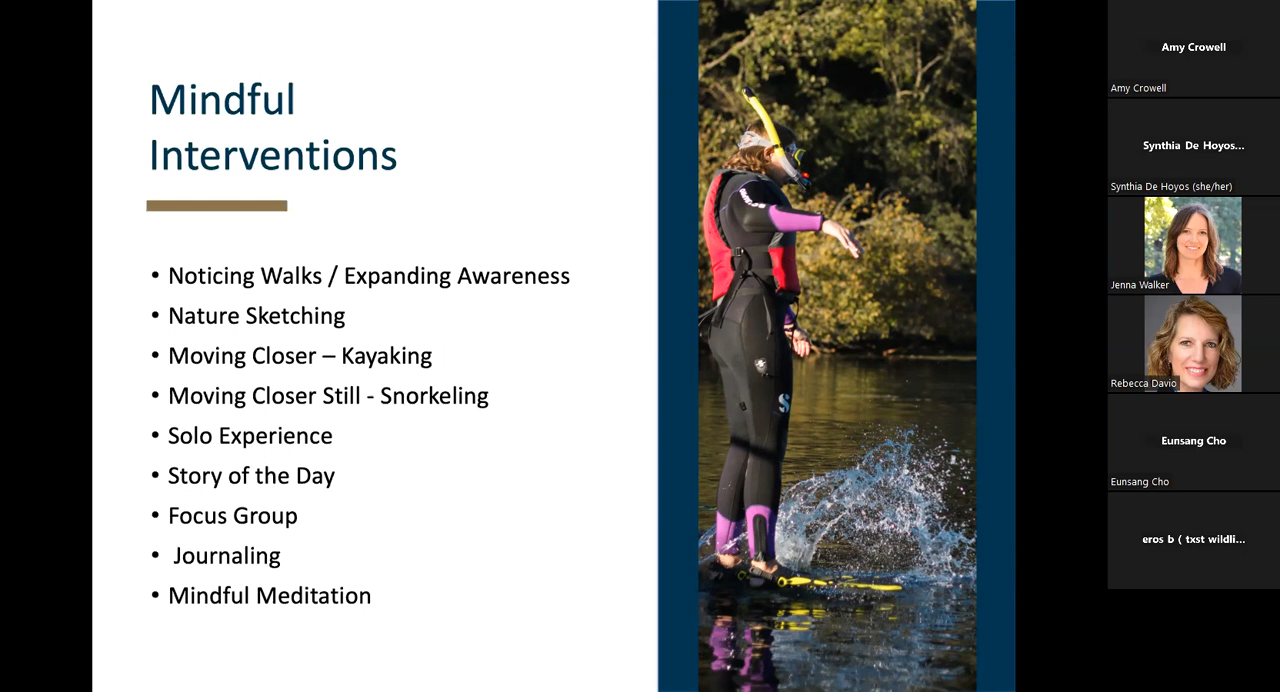 Mindful
Interventions
• Noticing Walks / Expanding Awareness
• Nature Sketching
• Moving Closer – Kayaking
• Moving Closer Still - Snorkeling
• Solo Experience
• Story of the Day
• Focus Group
• Journaling
• Mindful Meditation
Amy Crowell
Amy Crowell
Synthia De Hoyos...
Synthia De Hoyos (she/her)
Jenna Walker
Rebecca Davio
Eunsang Cho
Eunsang Cho
eros b ( txst wildli...